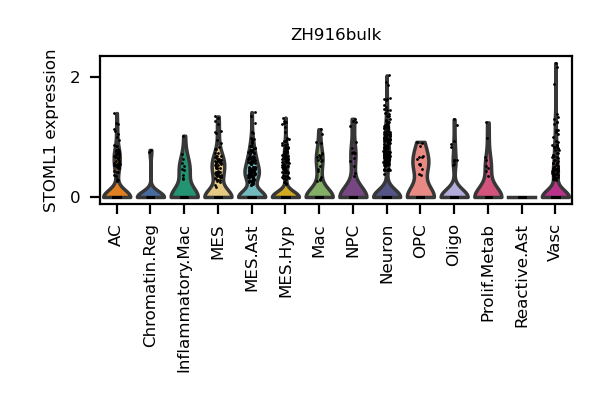 ZH916bulk
STOML1 expression
2
0
AC
Chromatin.Reg
Inflammatory.Mac
MES
MES.Ast
MES.Hyp
Mac
NPC
Neuron
OPC
Oligo
Prolif.Metab
Reactive.Ast
Vasc